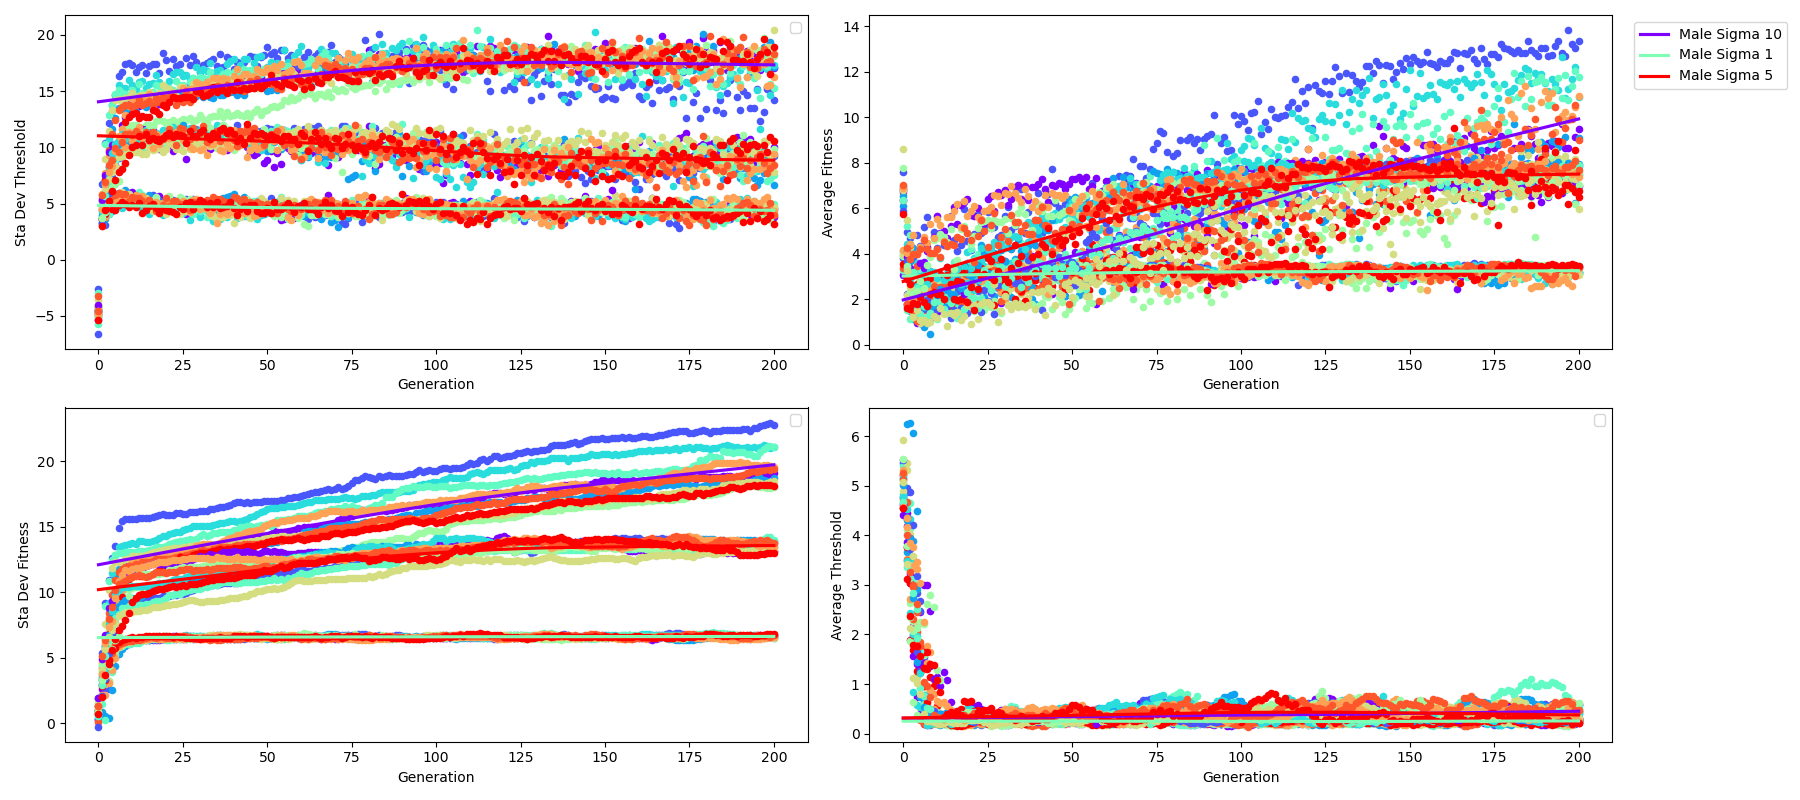 Sta Dev Threshold
20
15
10
5
0
−5
0 25 50 75 100 125 150 175 200
Generation
Average Fitness
14
12
10
8
6
4
2
0
0 25 50 75 100 125 150 175 200
Generation
Male Sigma 10
Male Sigma 1
Male Sigma 5
Sta Dev Fitness
20
15
10
5
0
0 25 50 75 100 125 150 175 200
Generation
Average Threshold
6
5
4
3
2
1
0
0 25 50 75 100 125 150 175 200
Generation